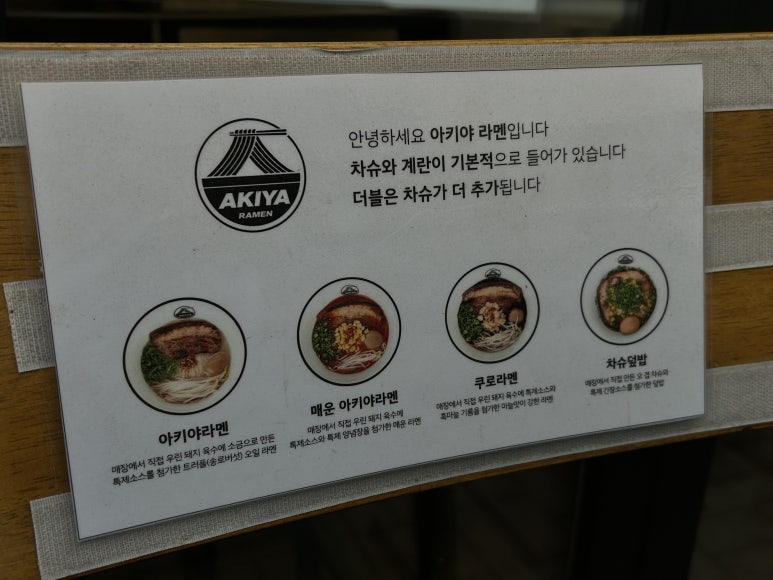 안녕하세요 아키야 라멘입니다
차슈와 계란이 기본적으로 들어가 있습니다
더블은 차슈가 더 추가됩니다
AKIYA
RAMEN
아키야라멘
매장에서 직접 우린 돼지 육수에 소금으로 만든
특제소스를 첨가한 트러플(송로버섯) 오일 라멘
매운 아키야라멘
매장에서 직접 우린 돼지 육수에
특제소스와 특제 양념장을 첨가한 매운 라멘
쿠로라멘
매장에서 직접 우린 돼지 육수에 특제소스와
흑마늘 기름을 첨가한 마늘맛이 강한 라멘
차슈덮밥
매장에서 직접 만든 오겹 차슈와
특제 간장소스를 첨가한 덮밥